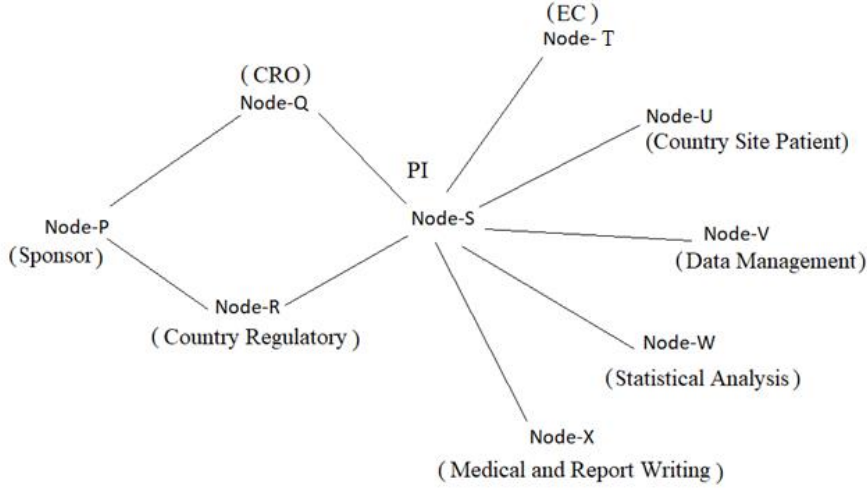 (EC)
Node- T
(CRO)
Node-Q
Node-U
(Country Site Patient)
PI
Node-S
Node-P
(Sponsor)
Node-V
(Data Management)
Node-R
(Country Regulatory)
Node-W
(Statistical Analysis)
Node-X
(Medical and Report Writing)